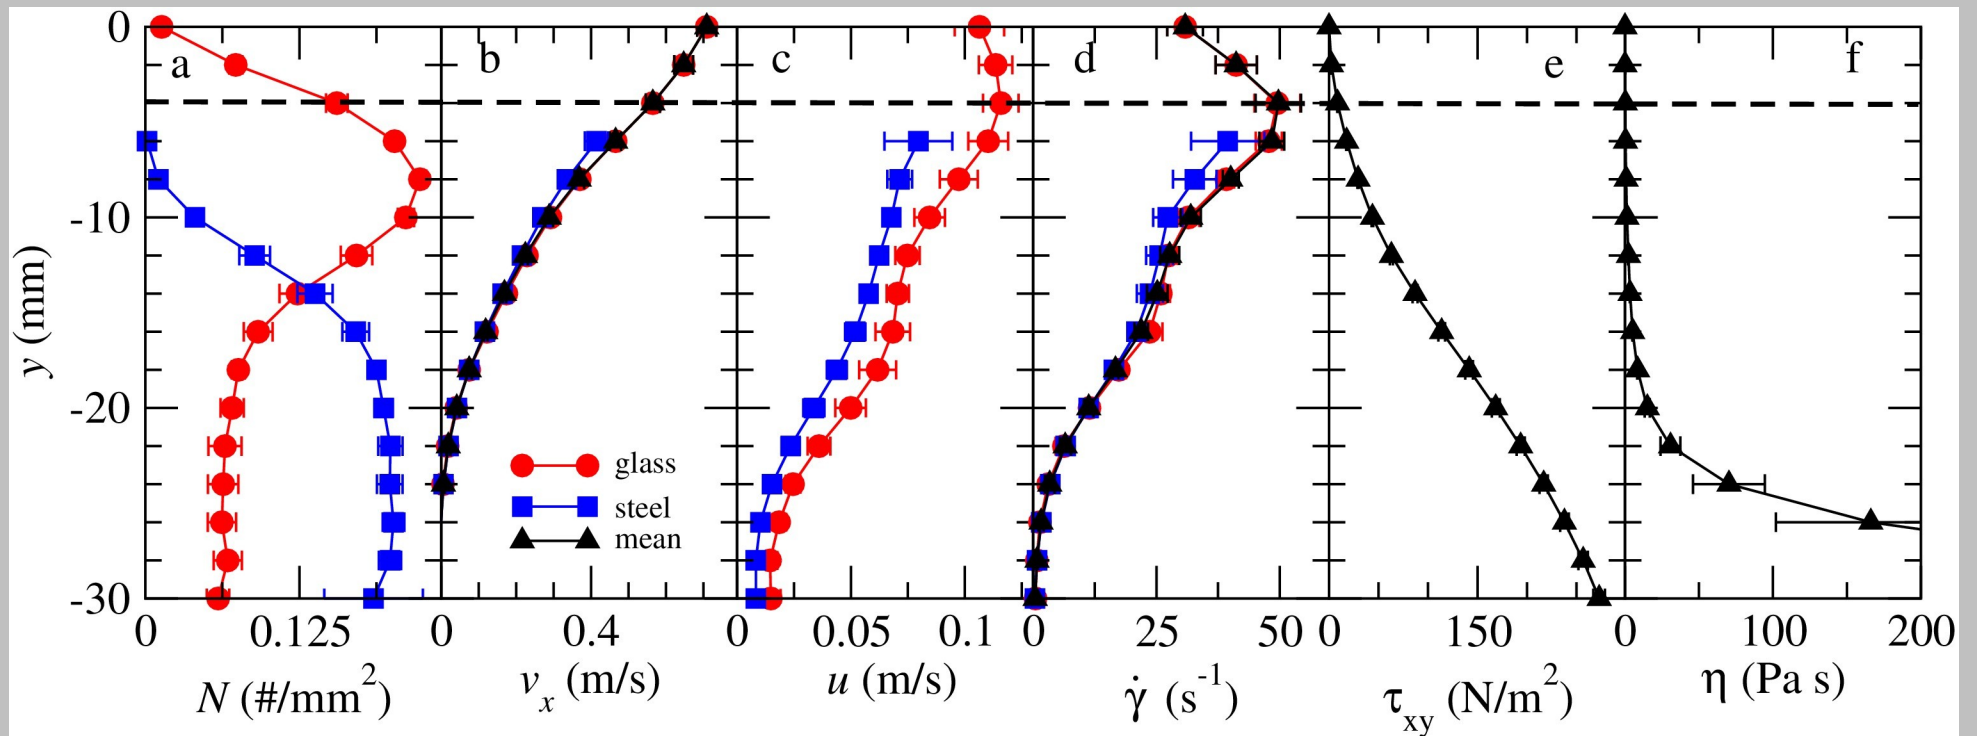 a b c d e f
y (mm)
0
-10
-20
-30
glass
steel
mean
0 0.125 0 0.4 0 0.05 0.1 0 25 50 0 150 0 100 200
N (#/mm²) vₓ (m/s) u (m/s) γ̇ (s⁻¹) τxy (N/m²) η (Pa s)